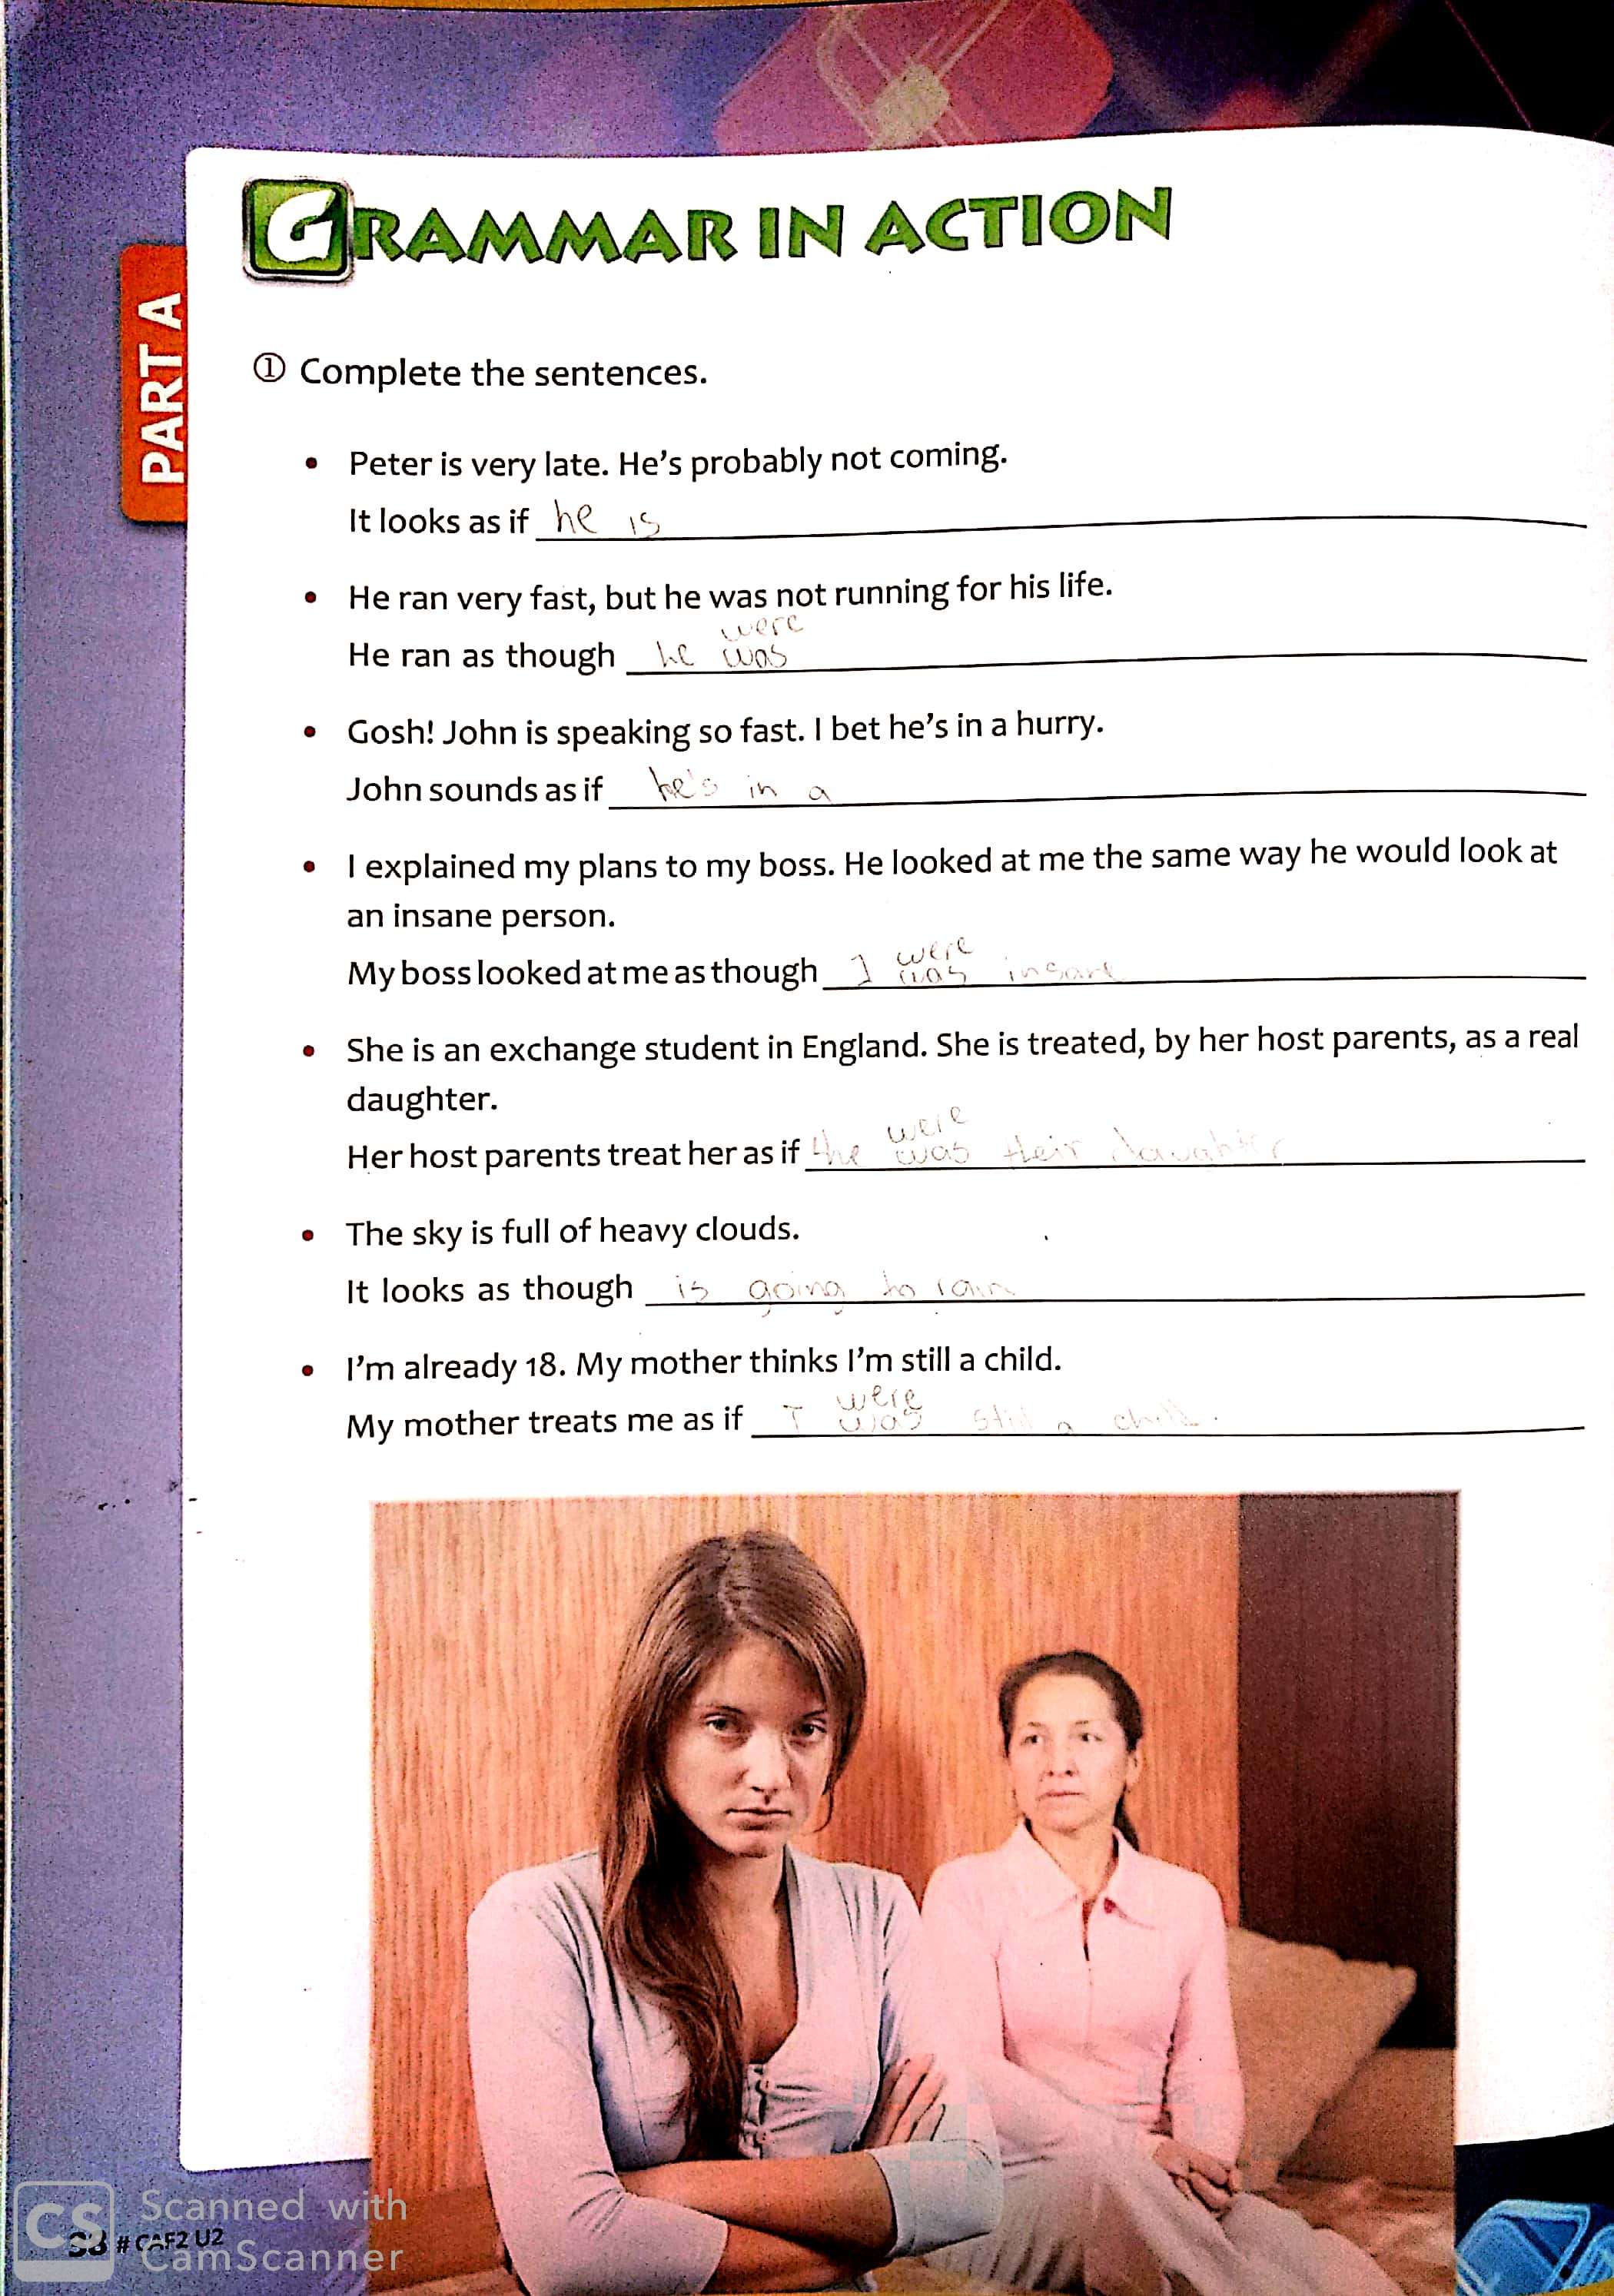 GRAMMAR IN ACTION
PART A
① Complete the sentences.
• Peter is very late. He's probably not coming.
It looks as if he is
• He ran very fast, but he was not running for his life.
were
He ran as though he was
• Gosh! John is speaking so fast. I bet he's in a hurry.
John sounds as if he's in a
• I explained my plans to my boss. He looked at me the same way he would look at
an insane person.
were
My boss looked at me as though I was insane
• She is an exchange student in England. She is treated, by her host parents, as a real
daughter.
were
Her host parents treat her as if she was their daughter
• The sky is full of heavy clouds.
It looks as though is going to rain
• I'm already 18. My mother thinks I'm still a child.
were
My mother treats me as if I was still a child.
CS Scanned with
# CAF2 U2
CamScanner